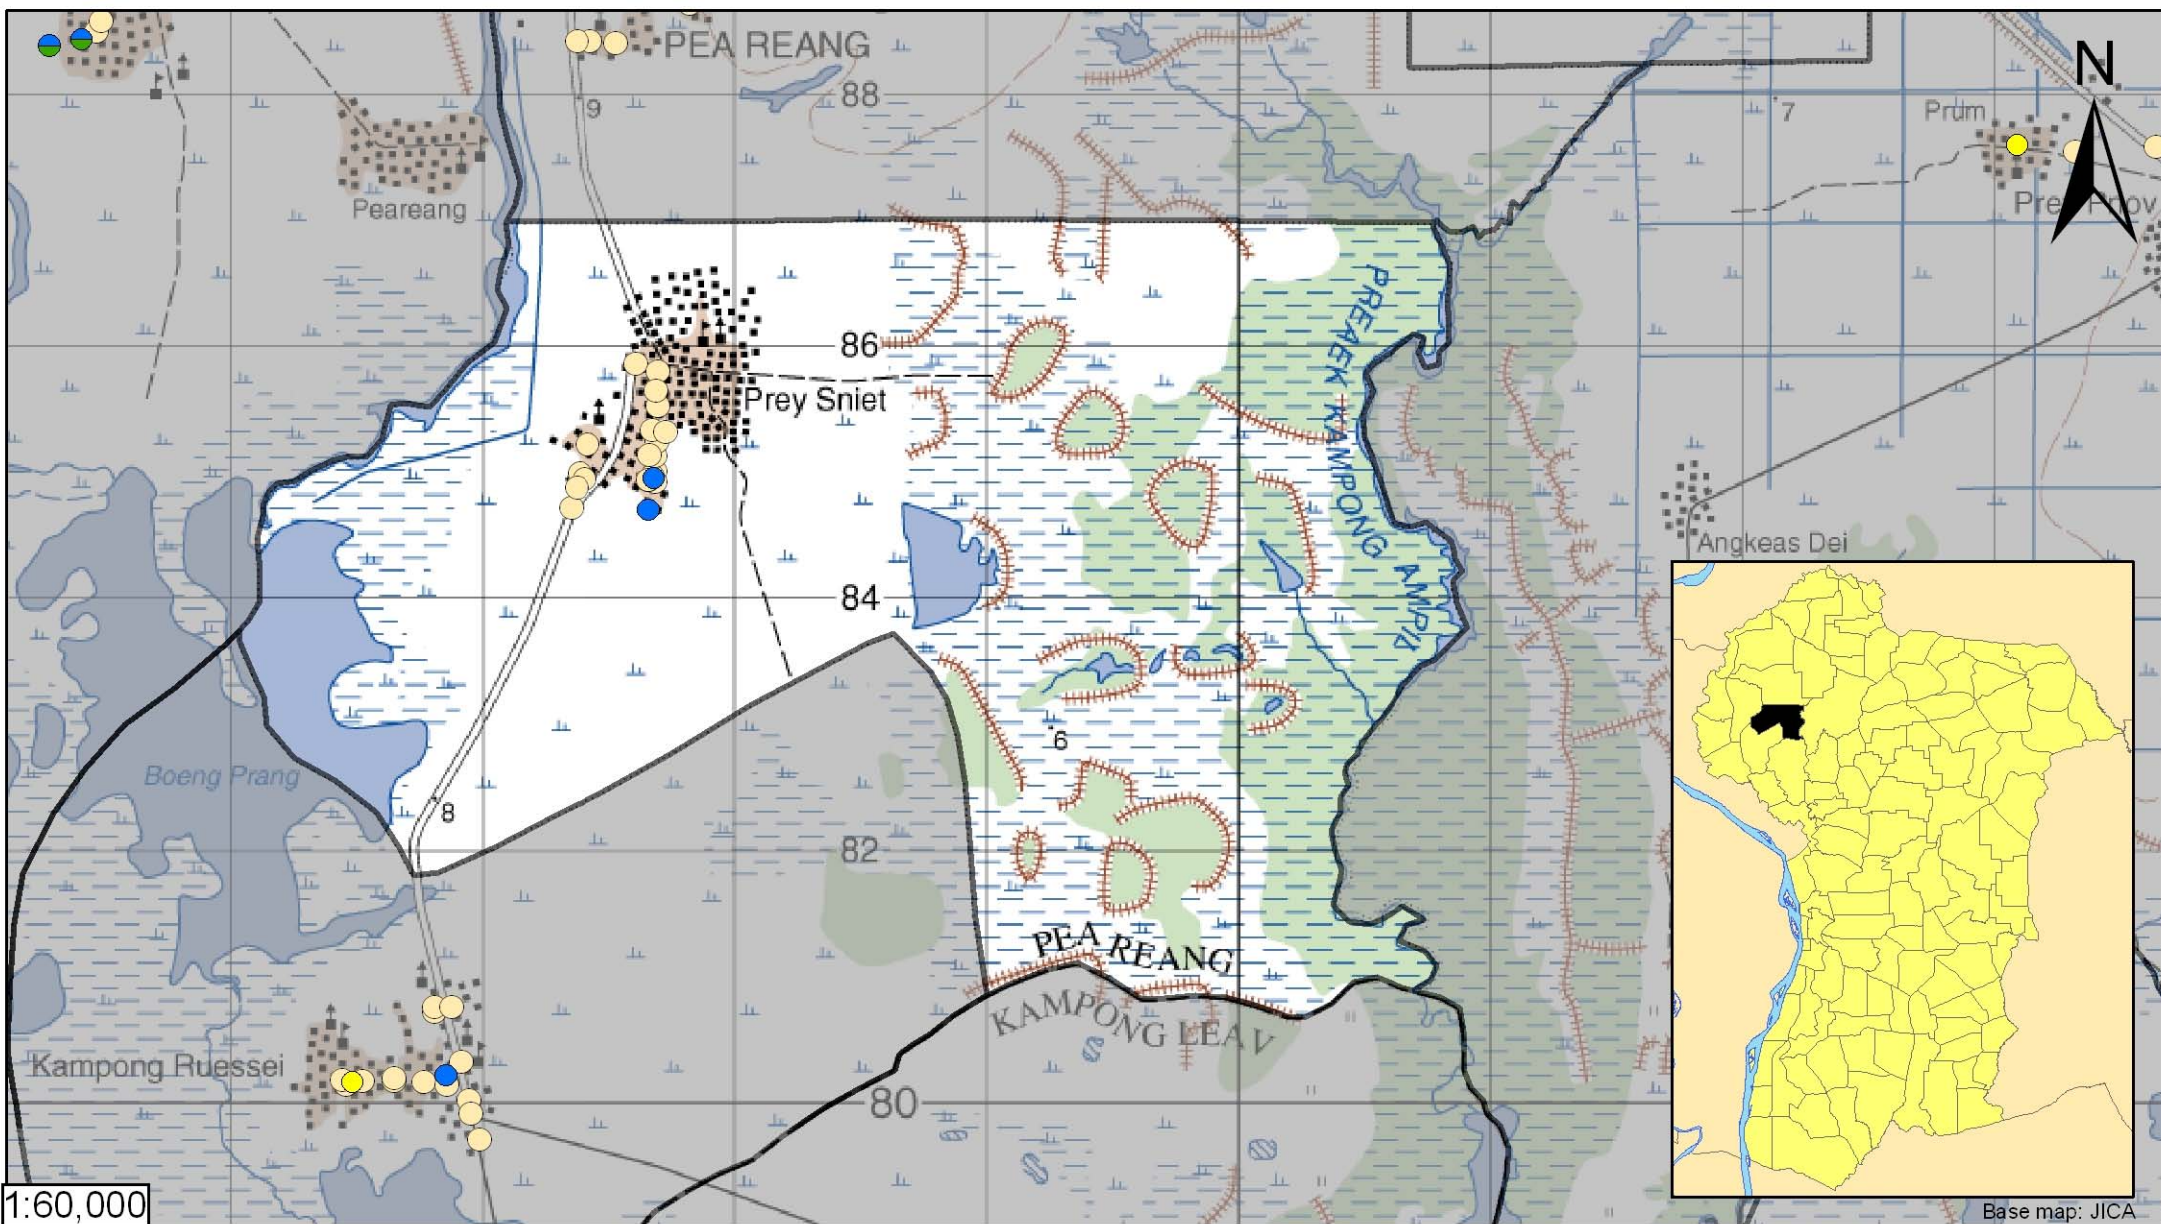 PEA REANG
N
88
9
7
Prum
Peareang
86
Prey Sniet
PREAEK KAMPONG AMPIL
Angkeas Dei
84
6
Boeng Prang
8
82
PEA REANG
KAMPONG LEAV
Kampong Ruessei
80
1:60,000
Base map: JICA